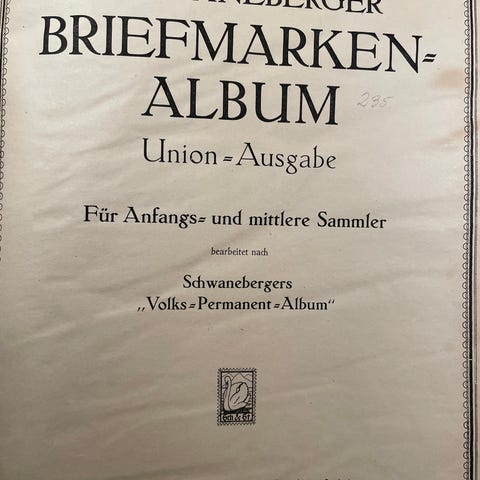 BRIEFMARKEN=
ALBUM
235.
Union=Ausgabe
Für Anfangs= und mittlere Sammler
bearbeitet nach
Schwanebergers
„Volks=Permanent=Album"